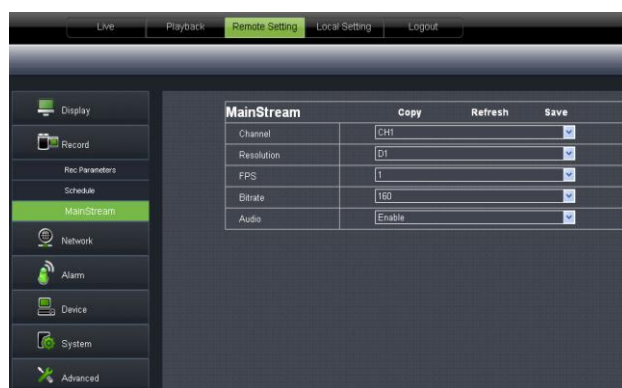 Live Playback Remote Setting Local Setting Logout
Display
Record
Rec Parameters
Schedule
MainStream
Network
Alarm
Device
System
Advanced
MainStream Copy Refresh Save
Channel CH1
Resolution D1
FPS 1
Bitrate 160
Audio Enable